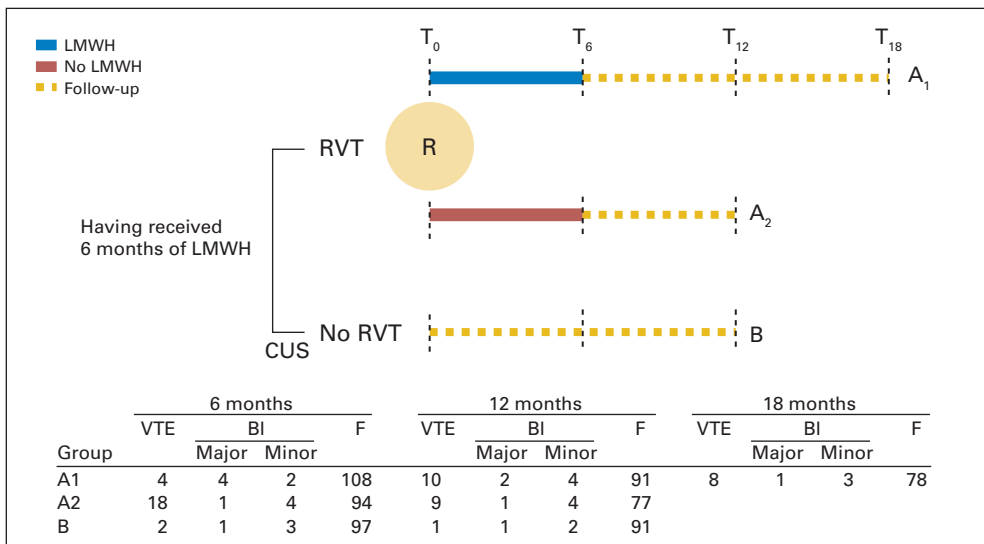 LMWH
No LMWH
Follow-up
T0 T6 T12 T18
A1
RVT
R
Having received
6 months of LMWH
A2
No RVT
B
CUS
6 months 12 months 18 months
VTE BI F VTE BI F VTE BI F
Group Major Minor Major Minor Major Minor
A1 4 4 2 108 10 2 4 91 8 1 3 78
A2 18 1 4 94 9 1 4 77
B 2 1 3 97 1 1 2 91